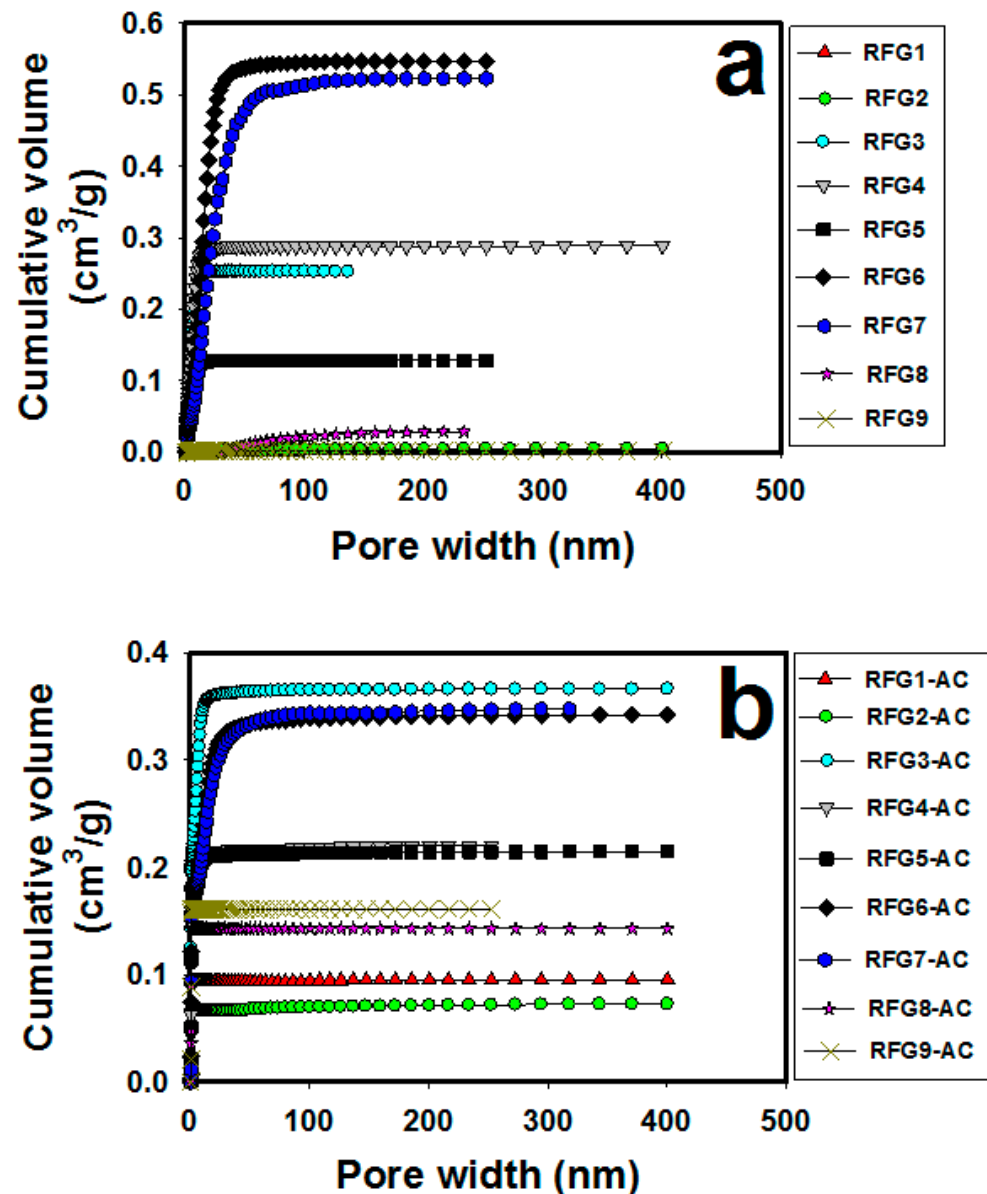 a
0.6
0.5
0.4
0.3
0.2
0.1
0.0
Cumulative volume
(cm³/g)
0 100 200 300 400 500
Pore width (nm)
RFG1
RFG2
RFG3
RFG4
RFG5
RFG6
RFG7
RFG8
RFG9
b
0.4
0.3
0.2
0.1
0.0
Cumulative volume
(cm³/g)
0 100 200 300 400 500
Pore width (nm)
RFG1-AC
RFG2-AC
RFG3-AC
RFG4-AC
RFG5-AC
RFG6-AC
RFG7-AC
RFG8-AC
RFG9-AC